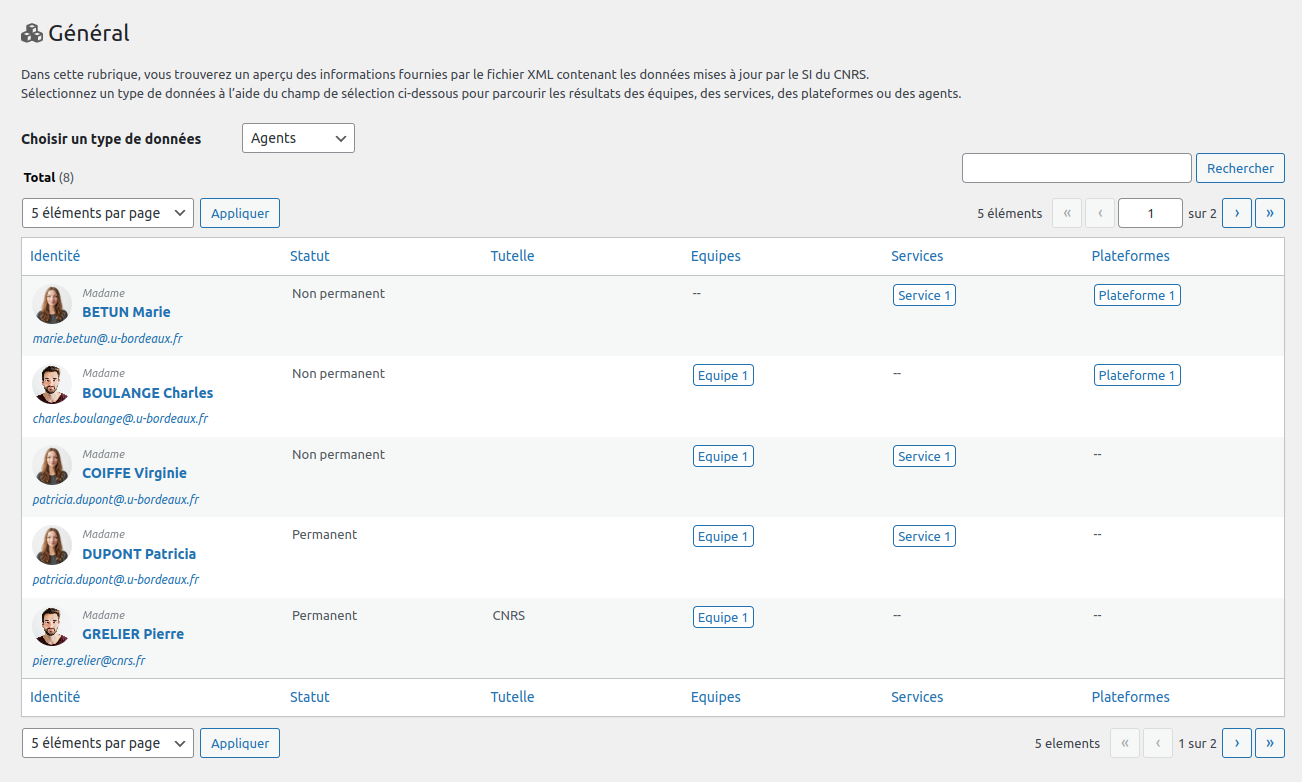 Général
Dans cette rubrique, vous trouverez un aperçu des informations fournies par le fichier XML contenant les données mises à jour par le SI du CNRS.
Sélectionnez un type de données à l'aide du champ de sélection ci-dessous pour parcourir les résultats des équipes, des services, des plateformes ou des agents.
Choisir un type de données Agents
Rechercher
Total (8)
5 éléments par page Appliquer 5 éléments « ‹ 1 sur 2 › »
Identité Statut Tutelle Equipes Services Plateformes
Madame Non permanent -- Service 1 Plateforme 1
BETUN Marie
marie.betun@.u-bordeaux.fr
Madame Non permanent Equipe 1 -- Plateforme 1
BOULANGE Charles
charles.boulange@.u-bordeaux.fr
Madame Non permanent Equipe 1 Service 1 --
COIFFE Virginie
patricia.dupont@.u-bordeaux.fr
Madame Permanent Equipe 1 Service 1 --
DUPONT Patricia
patricia.dupont@.u-bordeaux.fr
Madame Permanent CNRS Equipe 1 -- --
GRELIER Pierre
pierre.grelier@cnrs.fr
Identité Statut Tutelle Equipes Services Plateformes
5 éléments par page Appliquer 5 elements « ‹ 1 sur 2 › »